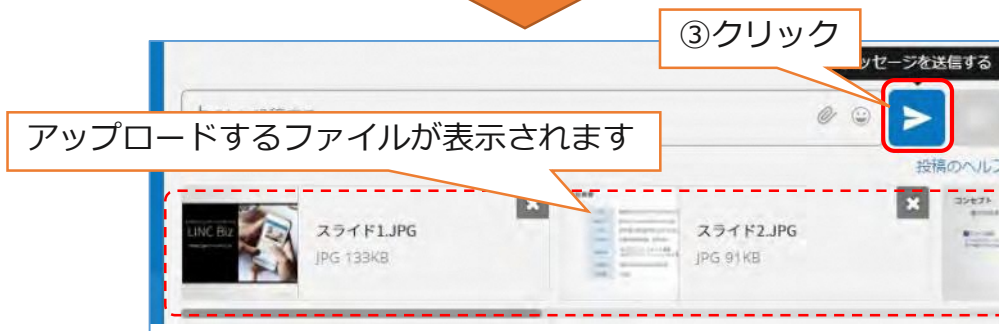 ③クリック
ッセージを送信する
アップロードするファイルが表示されます
投稿のヘルプ
LINC Biz
スライド1.JPG
JPG 133KB
スライド2.JPG
JPG 91KB
コンセプト